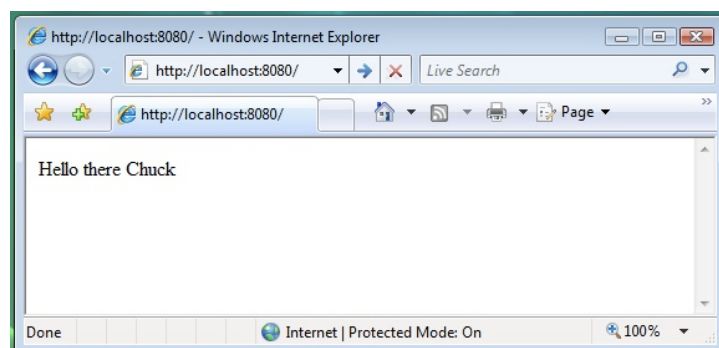 http://localhost:8080/ - Windows Internet Explorer
http://localhost:8080/ Live Search
http://localhost:8080/ Page
Hello there Chuck
Done Internet | Protected Mode: On 100%